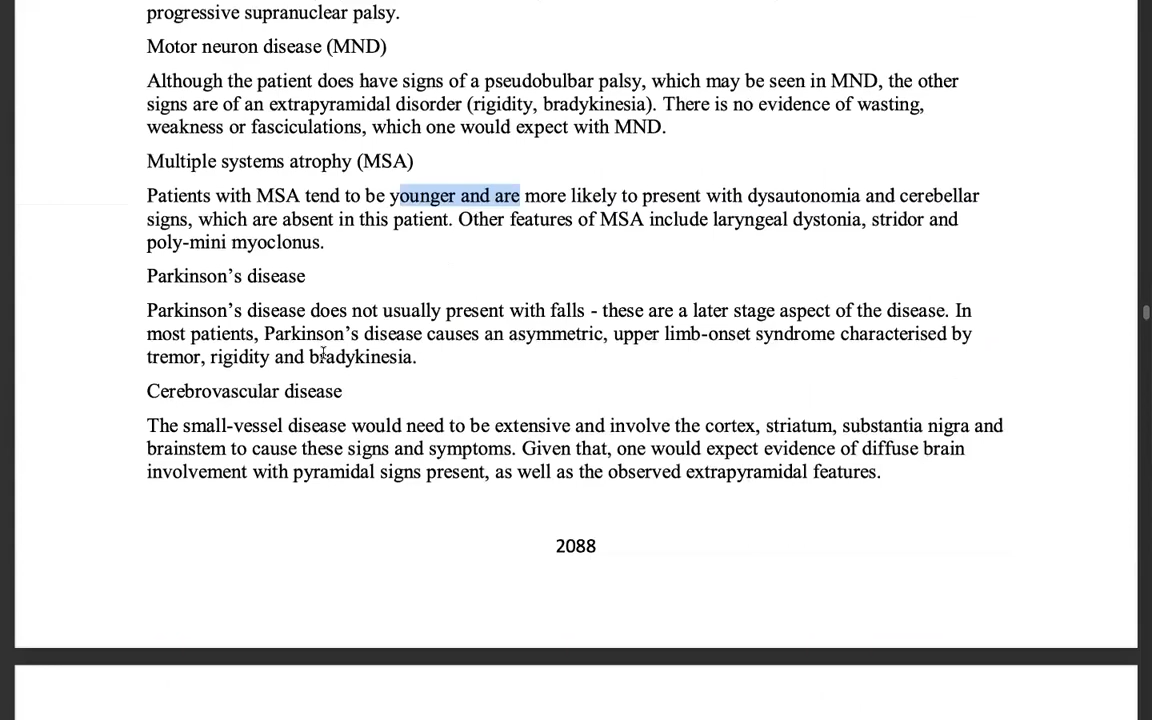 progressive supranuclear palsy.
Motor neuron disease (MND)
Although the patient does have signs of a pseudobulbar palsy, which may be seen in MND, the other
signs are of an extrapyramidal disorder (rigidity, bradykinesia). There is no evidence of wasting,
weakness or fasciculations, which one would expect with MND.
Multiple systems atrophy (MSA)
Patients with MSA tend to be younger and are more likely to present with dysautonomia and cerebellar
signs, which are absent in this patient. Other features of MSA include laryngeal dystonia, stridor and
poly-mini myoclonus.
Parkinson’s disease
Parkinson’s disease does not usually present with falls - these are a later stage aspect of the disease. In
most patients, Parkinson’s disease causes an asymmetric, upper limb-onset syndrome characterised by
tremor, rigidity and bradykinesia.
Cerebrovascular disease
The small-vessel disease would need to be extensive and involve the cortex, striatum, substantia nigra and
brainstem to cause these signs and symptoms. Given that, one would expect evidence of diffuse brain
involvement with pyramidal signs present, as well as the observed extrapyramidal features.
2088